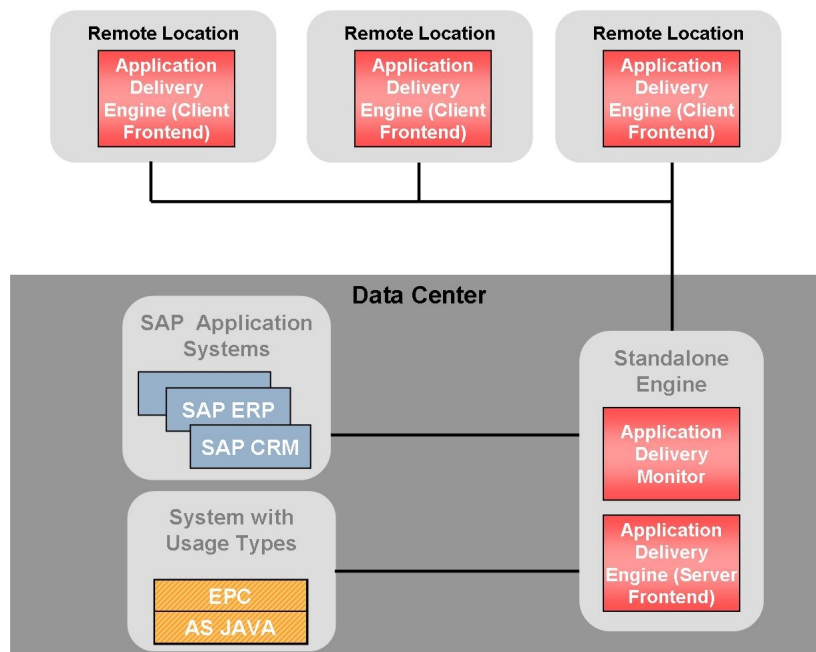 Remote Location
Application
Delivery
Engine (Client
Frontend)
Remote Location
Application
Delivery
Engine (Client
Frontend)
Remote Location
Application
Delivery
Engine (Client
Frontend)
Data Center
SAP Application
Systems
SAP ERP
SAP CRM
System with
Usage Types
EPC
AS JAVA
Standalone
Engine
Application
Delivery
Monitor
Application
Delivery
Engine (Server
Frontend)